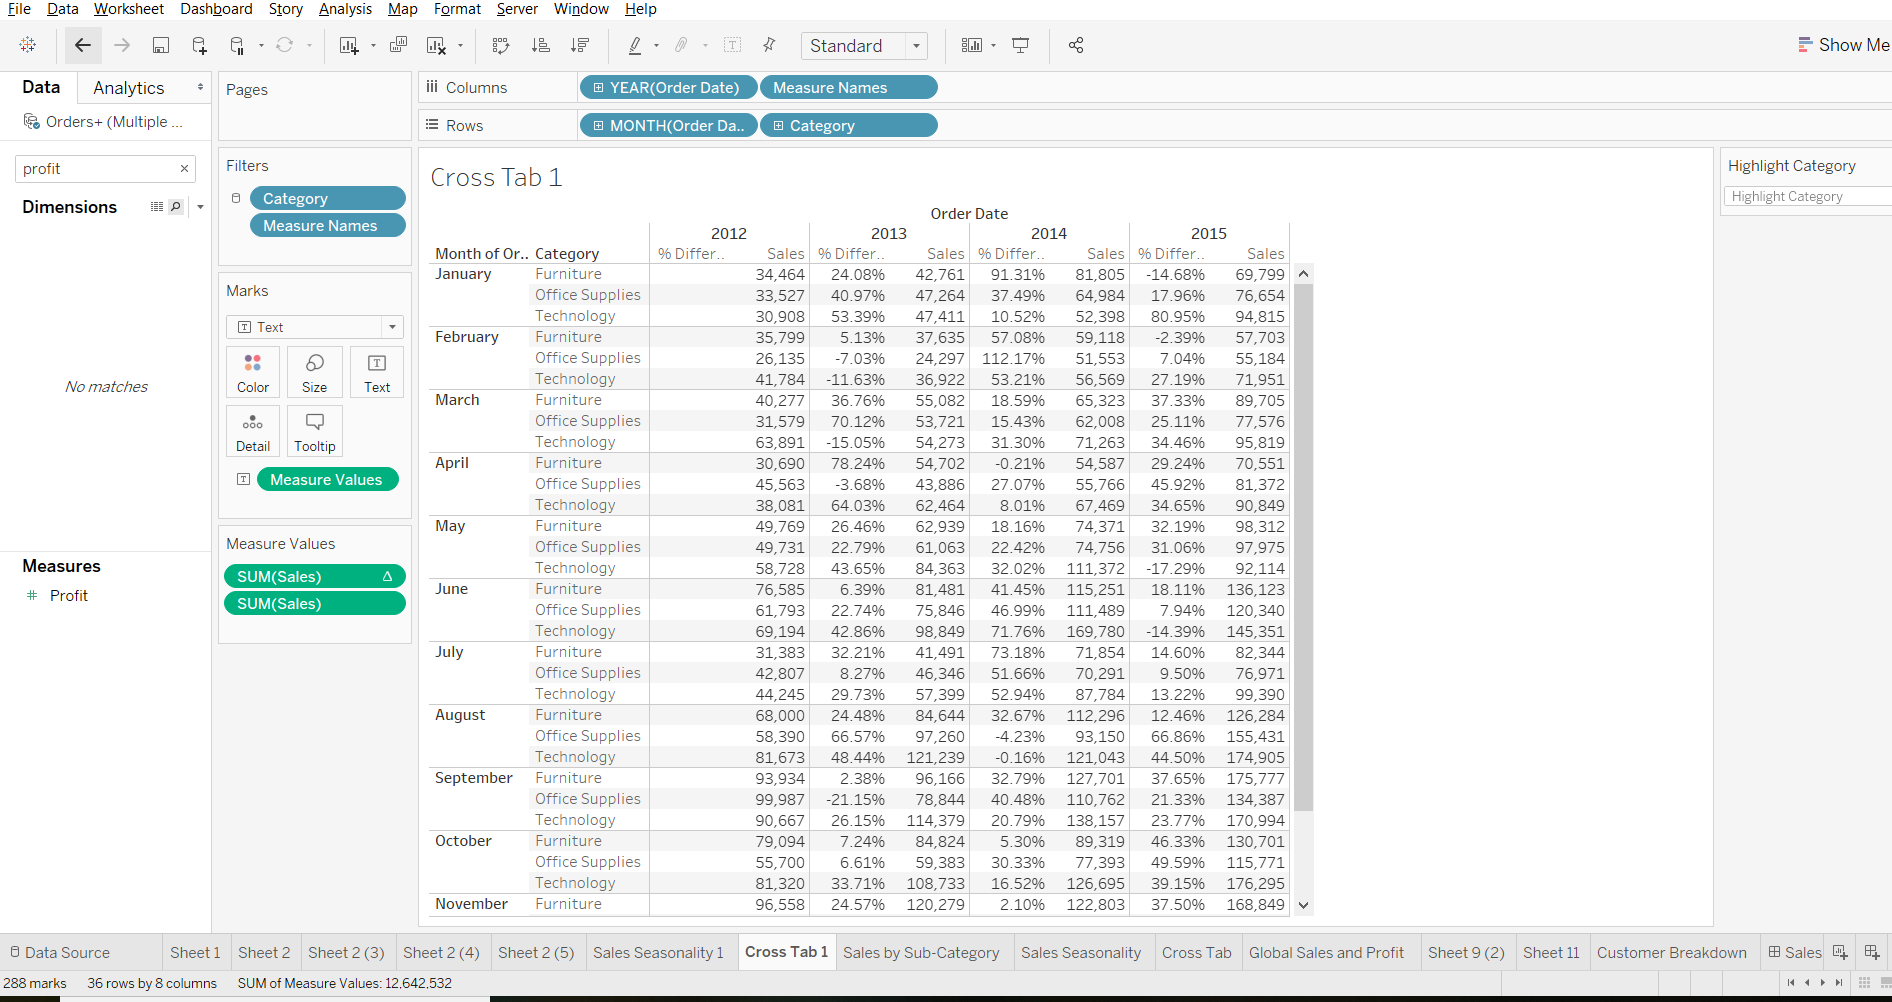 File Data Worksheet Dashboard Story Analysis Map Format Server Window Help
Standard
Show Me
Data Analytics
Orders+ (Multiple ...
profit
Dimensions
No matches
Measures
Profit
Pages
Filters
Category
Measure Names
Marks
Text
Color Size Text
Detail Tooltip
Measure Values
Measure Values
SUM(Sales)
SUM(Sales)
Columns YEAR(Order Date) Measure Names
Rows MONTH(Order Da.. Category
Cross Tab 1
Order Date
2012 2013 2014 2015
Month of Or.. Category % Differ.. Sales % Differ.. Sales % Differ.. Sales % Differ.. Sales
January Furniture 34,464 24.08% 42,761 91.31% 81,805 -14.68% 69,799
Office Supplies 33,527 40.97% 47,264 37.49% 64,984 17.96% 76,654
Technology 30,908 53.39% 47,411 10.52% 52,398 80.95% 94,815
February Furniture 35,799 5.13% 37,635 57.08% 59,118 -2.39% 57,703
Office Supplies 26,135 -7.03% 24,297 112.17% 51,553 7.04% 55,184
Technology 41,784 -11.63% 36,922 53.21% 56,569 27.19% 71,951
March Furniture 40,277 36.76% 55,082 18.59% 65,323 37.33% 89,705
Office Supplies 31,579 70.12% 53,721 15.43% 62,008 25.11% 77,576
Technology 63,891 -15.05% 54,273 31.30% 71,263 34.46% 95,819
April Furniture 30,690 78.24% 54,702 -0.21% 54,587 29.24% 70,551
Office Supplies 45,563 -3.68% 43,886 27.07% 55,766 45.92% 81,372
Technology 38,081 64.03% 62,464 8.01% 67,469 34.65% 90,849
May Furniture 49,769 26.46% 62,939 18.16% 74,371 32.19% 98,312
Office Supplies 49,731 22.79% 61,063 22.42% 74,756 31.06% 97,975
Technology 58,728 43.65% 84,363 32.02% 111,372 -17.29% 92,114
June Furniture 76,585 6.39% 81,481 41.45% 115,251 18.11% 136,123
Office Supplies 61,793 22.74% 75,846 46.99% 111,489 7.94% 120,340
Technology 69,194 42.86% 98,849 71.76% 169,780 -14.39% 145,351
July Furniture 31,383 32.21% 41,491 73.18% 71,854 14.60% 82,344
Office Supplies 42,807 8.27% 46,346 51.66% 70,291 9.50% 76,971
Technology 44,245 29.73% 57,399 52.94% 87,784 13.22% 99,390
August Furniture 68,000 24.48% 84,644 32.67% 112,296 12.46% 126,284
Office Supplies 58,390 66.57% 97,260 -4.23% 93,150 66.86% 155,431
Technology 81,673 48.44% 121,239 -0.16% 121,043 44.50% 174,905
September Furniture 93,934 2.38% 96,166 32.79% 127,701 37.65% 175,777
Office Supplies 99,987 -21.15% 78,844 40.48% 110,762 21.33% 134,387
Technology 90,667 26.15% 114,379 20.79% 138,157 23.77% 170,994
October Furniture 79,094 7.24% 84,824 5.30% 89,319 46.33% 130,701
Office Supplies 55,700 6.61% 59,383 30.33% 77,393 49.59% 115,771
Technology 81,320 33.71% 108,733 16.52% 126,695 39.15% 176,295
November Furniture 96,558 24.57% 120,279 2.10% 122,803 37.50% 168,849
Highlight Category
Highlight Category
Data Source Sheet 1 Sheet 2 Sheet 2 (3) Sheet 2 (4) Sheet 2 (5) Sales Seasonality 1 Cross Tab 1 Sales by Sub-Category Sales Seasonality Cross Tab Global Sales and Profit Sheet 9 (2) Sheet 11 Customer Breakdown Sales
288 marks 36 rows by 8 columns SUM of Measure Values: 12,642,532